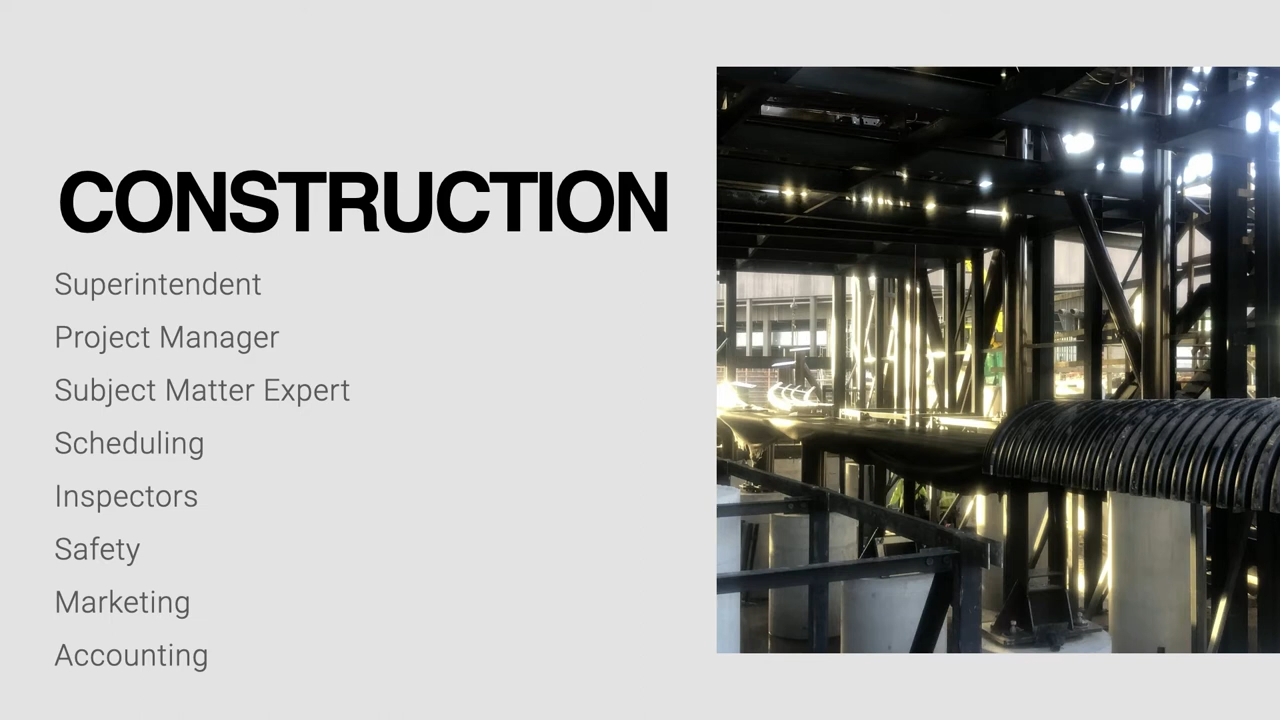 CONSTRUCTION
Superintendent
Project Manager
Subject Matter Expert
Scheduling
Inspectors
Safety
Marketing
Accounting